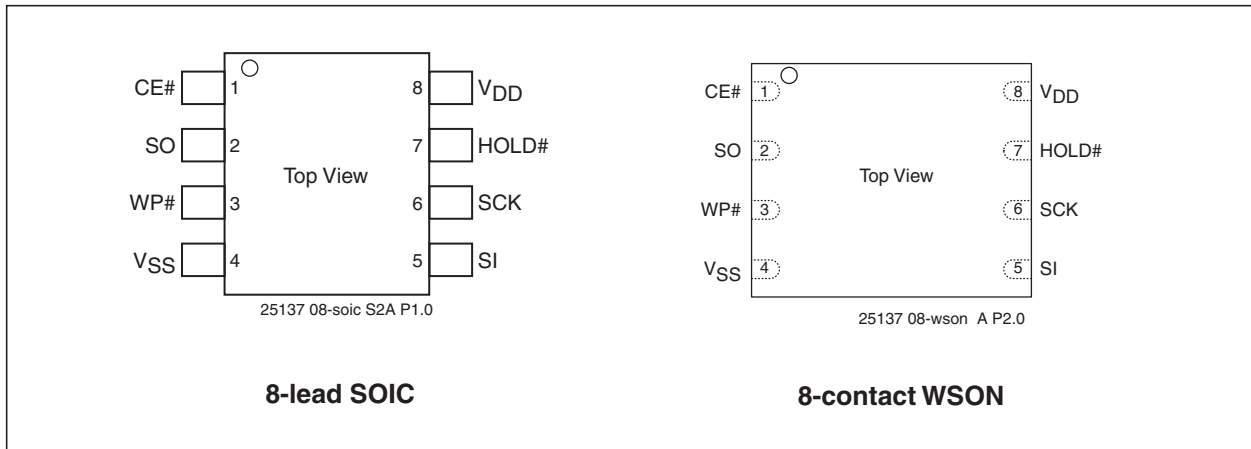 CE# 1 8 VDD
SO 2 7 HOLD#
Top View
WP# 3 6 SCK
VSS 4 5 SI
25137 08-soic S2A P1.0
8-lead SOIC
CE# 1 8 VDD
SO 2 7 HOLD#
Top View
WP# 3 6 SCK
VSS 4 5 SI
25137 08-wson A P2.0
8-contact WSON